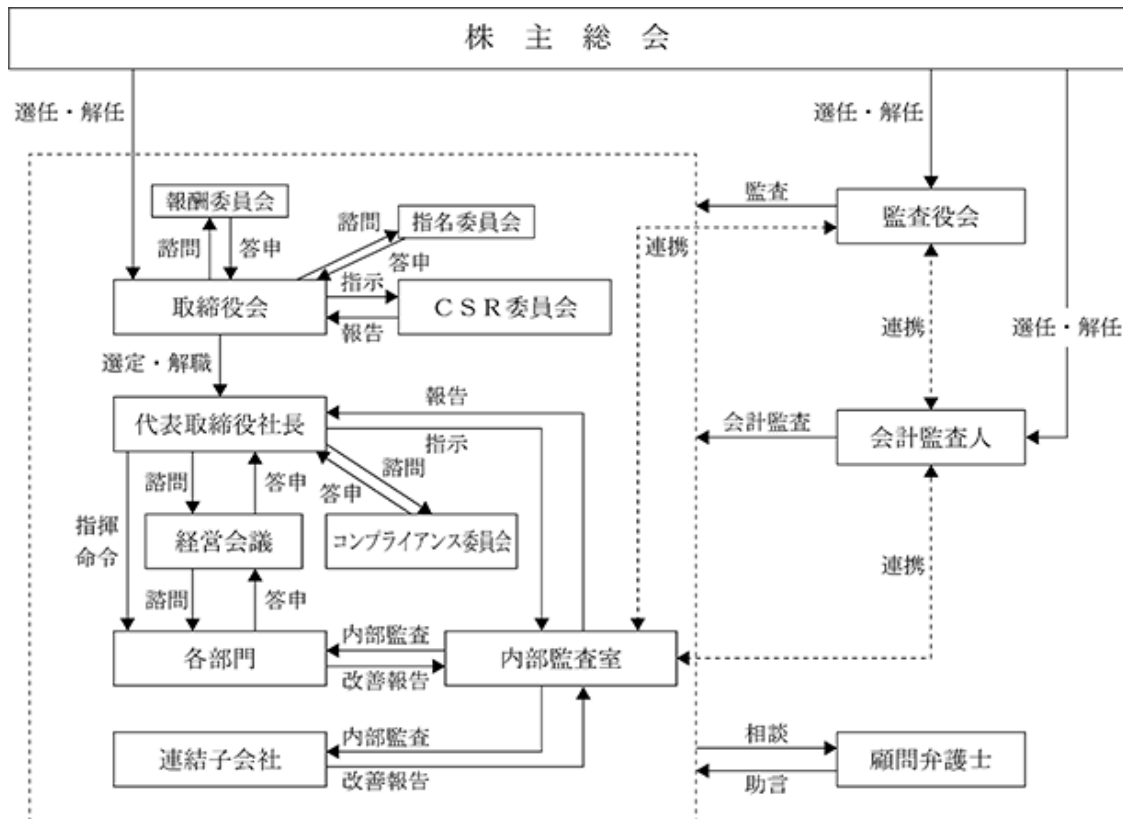 株主総会
選任・解任
選任・解任
報酬委員会
監査
監査役会
諮問
答申
諮問
指名委員会
答申
連携
取締役会
指示
CSR委員会
報告
連携
選任・解任
選定・解職
代表取締役社長
報告
指示
会計監査
会計監査人
諮問
答申
諮問
答申
指揮
命令
経営会議
コンプライアンス委員会
連携
諮問
答申
各部門
内部監査
改善報告
内部監査室
連結子会社
内部監査
改善報告
相談
助言
顧問弁護士